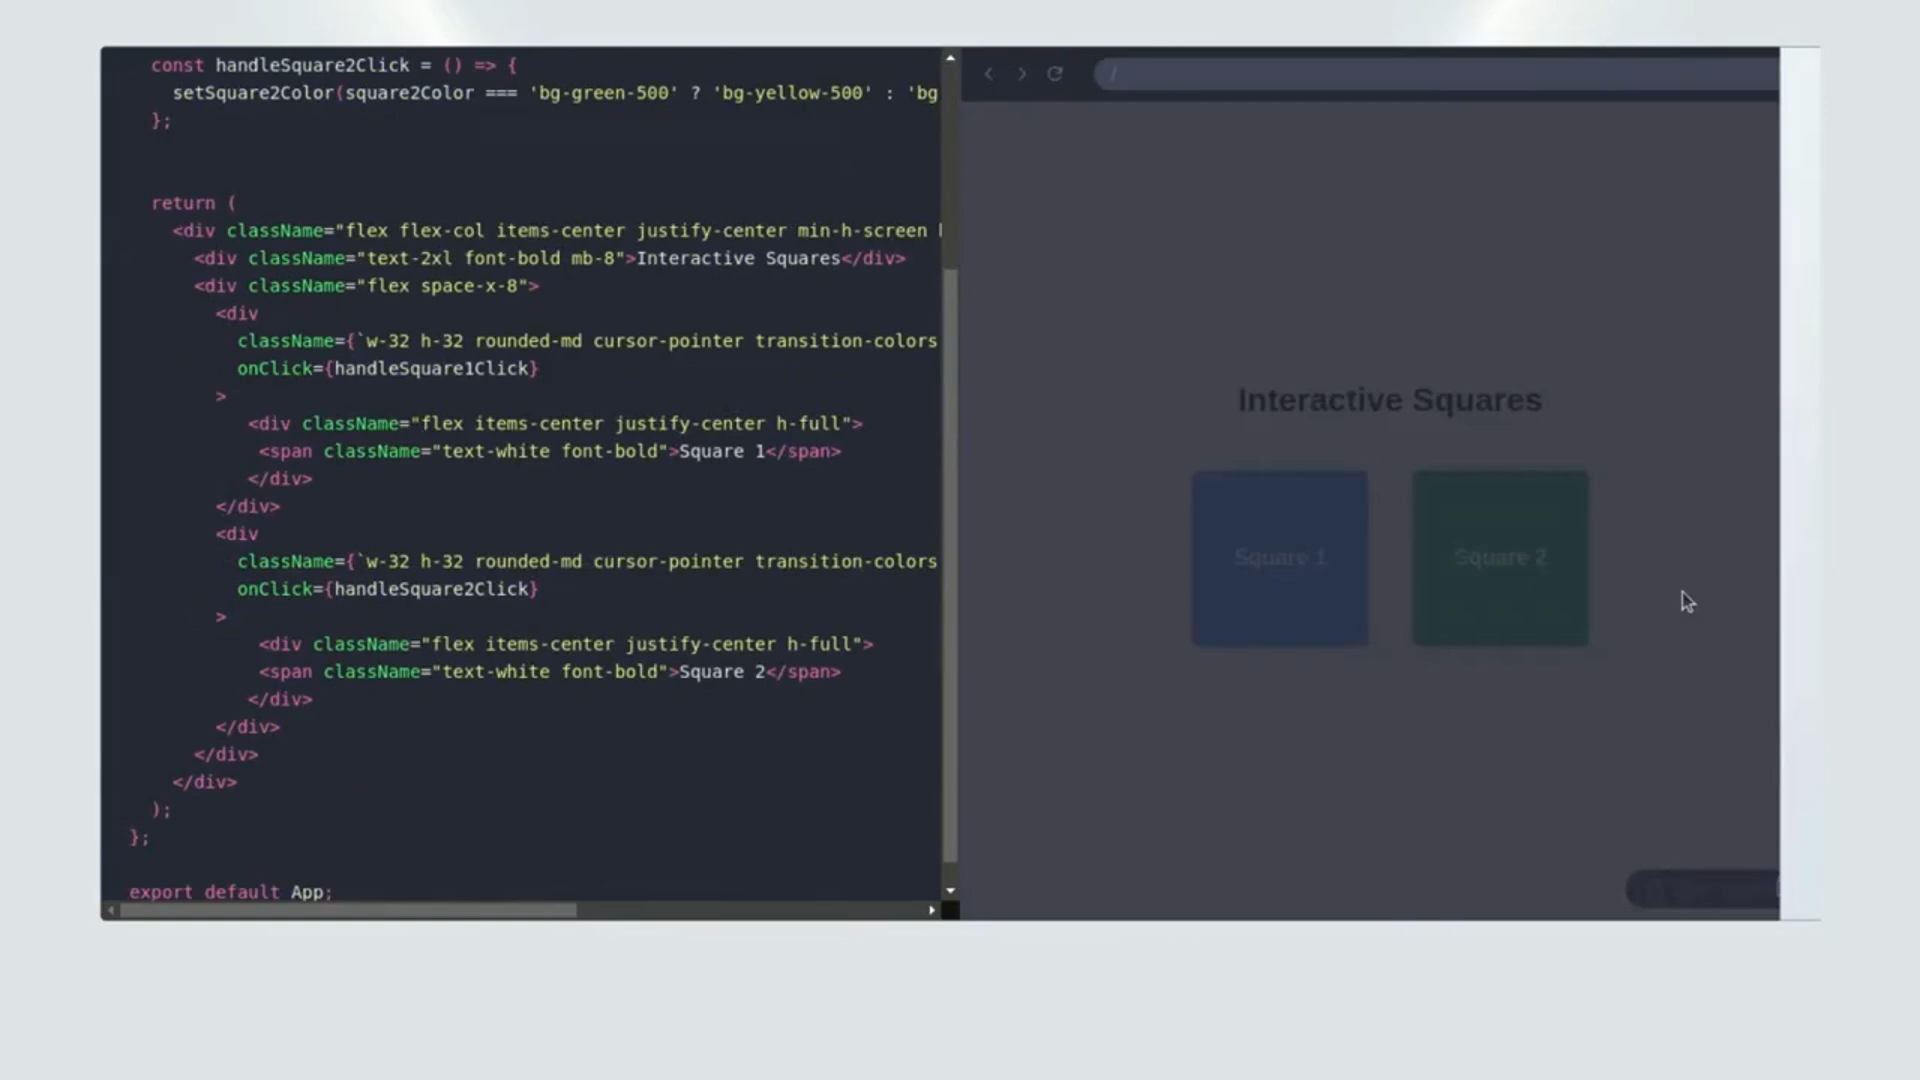 const handleSquare2Click = () => {
setSquare2Color(square2Color === 'bg-green-500' ? 'bg-yellow-500' : 'bg
};
return (
<div className="flex flex-col items-center justify-center min-h-screen
<div className="text-2xl font-bold mb-8">Interactive Squares</div>
<div className="flex space-x-8">
<div
className={`w-32 h-32 rounded-md cursor-pointer transition-colors
onClick={handleSquare1Click}
>
<div className="flex items-center justify-center h-full">
<span className="text-white font-bold">Square 1</span>
</div>
</div>
<div
className={`w-32 h-32 rounded-md cursor-pointer transition-colors
onClick={handleSquare2Click}
>
<div className="flex items-center justify-center h-full">
<span className="text-white font-bold">Square 2</span>
</div>
</div>
</div>
</div>
);
};
export default App;
/
Interactive Squares
Square 1
Square 2